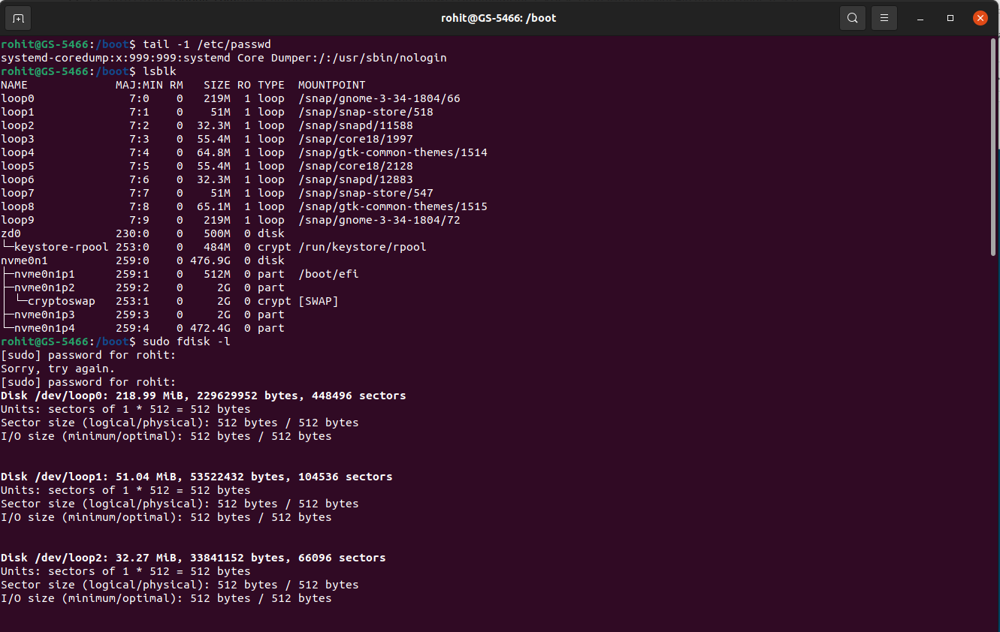 rohit@GS-5466: /boot
rohit@GS-5466:/boot$ tail -1 /etc/passwd
systemd-coredump:x:999:999:systemd Core Dumper:/:/usr/sbin/nologin
rohit@GS-5466:/boot$ lsblk
NAME             MAJ:MIN RM   SIZE RO TYPE  MOUNTPOINT
loop0              7:0    0   219M  1 loop  /snap/gnome-3-34-1804/66
loop1              7:1    0    51M  1 loop  /snap/snap-store/518
loop2              7:2    0  32.3M  1 loop  /snap/snapd/11588
loop3              7:3    0  55.4M  1 loop  /snap/core18/1997
loop4              7:4    0  64.8M  1 loop  /snap/gtk-common-themes/1514
loop5              7:5    0  55.4M  1 loop  /snap/core18/2128
loop6              7:6    0  32.3M  1 loop  /snap/snapd/12883
loop7              7:7    0    51M  1 loop  /snap/snap-store/547
loop8              7:8    0  65.1M  1 loop  /snap/gtk-common-themes/1515
loop9              7:9    0   219M  1 loop  /snap/gnome-3-34-1804/72
zd0              230:0    0   500M  0 disk
└─keystore-rpool 253:0    0   484M  0 crypt /run/keystore/rpool
nvme0n1          259:0    0 476.9G  0 disk
├─nvme0n1p1      259:1    0   512M  0 part  /boot/efi
├─nvme0n1p2      259:2    0     2G  0 part
│ └─cryptoswap   253:1    0     2G  0 crypt [SWAP]
├─nvme0n1p3      259:3    0     2G  0 part
└─nvme0n1p4      259:4    0 472.4G  0 part
rohit@GS-5466:/boot$ sudo fdisk -l
[sudo] password for rohit:
Sorry, try again.
[sudo] password for rohit:
Disk /dev/loop0: 218.99 MiB, 229629952 bytes, 448496 sectors
Units: sectors of 1 * 512 = 512 bytes
Sector size (logical/physical): 512 bytes / 512 bytes
I/O size (minimum/optimal): 512 bytes / 512 bytes
Disk /dev/loop1: 51.04 MiB, 53522432 bytes, 104536 sectors
Units: sectors of 1 * 512 = 512 bytes
Sector size (logical/physical): 512 bytes / 512 bytes
I/O size (minimum/optimal): 512 bytes / 512 bytes
Disk /dev/loop2: 32.27 MiB, 33841152 bytes, 66096 sectors
Units: sectors of 1 * 512 = 512 bytes
Sector size (logical/physical): 512 bytes / 512 bytes
I/O size (minimum/optimal): 512 bytes / 512 bytes